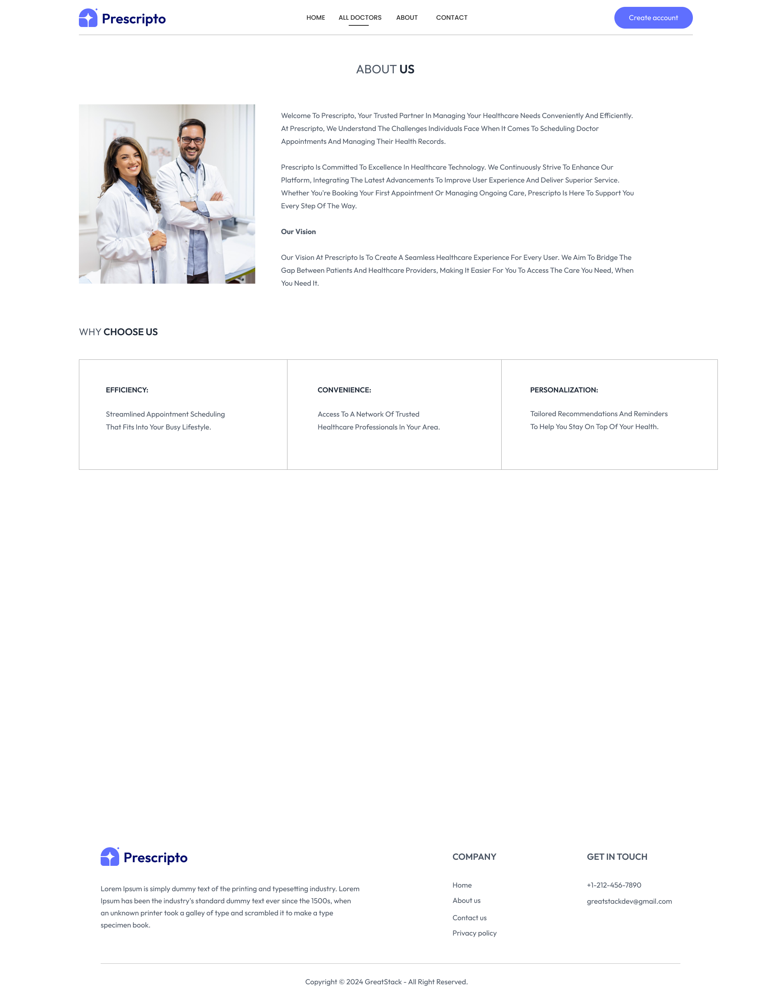 Prescripto
HOME ALL DOCTORS ABOUT CONTACT
Create account
ABOUT US
Welcome To Prescripto, Your Trusted Partner In Managing Your Healthcare Needs Conveniently And Efficiently.
At Prescripto, We Understand The Challenges Individuals Face When It Comes To Scheduling Doctor
Appointments And Managing Their Health Records.
Prescripto Is Committed To Excellence In Healthcare Technology. We Continuously Strive To Enhance Our
Platform, Integrating The Latest Advancements To Improve User Experience And Deliver Superior Service.
Whether You're Booking Your First Appointment Or Managing Ongoing Care, Prescripto Is Here To Support You
Every Step Of The Way.
Our Vision
Our Vision At Prescripto Is To Create A Seamless Healthcare Experience For Every User. We Aim To Bridge The
Gap Between Patients And Healthcare Providers, Making It Easier For You To Access The Care You Need, When
You Need It.
WHY CHOOSE US
EFFICIENCY:
Streamlined Appointment Scheduling
That Fits Into Your Busy Lifestyle.
CONVENIENCE:
Access To A Network Of Trusted
Healthcare Professionals In Your Area.
PERSONALIZATION:
Tailored Recommendations And Reminders
To Help You Stay On Top Of Your Health.
Prescripto
Lorem Ipsum is simply dummy text of the printing and typesetting industry. Lorem
Ipsum has been the industry's standard dummy text ever since the 1500s, when
an unknown printer took a galley of type and scrambled it to make a type
specimen book.
COMPANY
Home
About us
Contact us
Privacy policy
GET IN TOUCH
+1-212-456-7890
greatstackdev@gmail.com
Copyright © 2024 GreatStack - All Right Reserved.